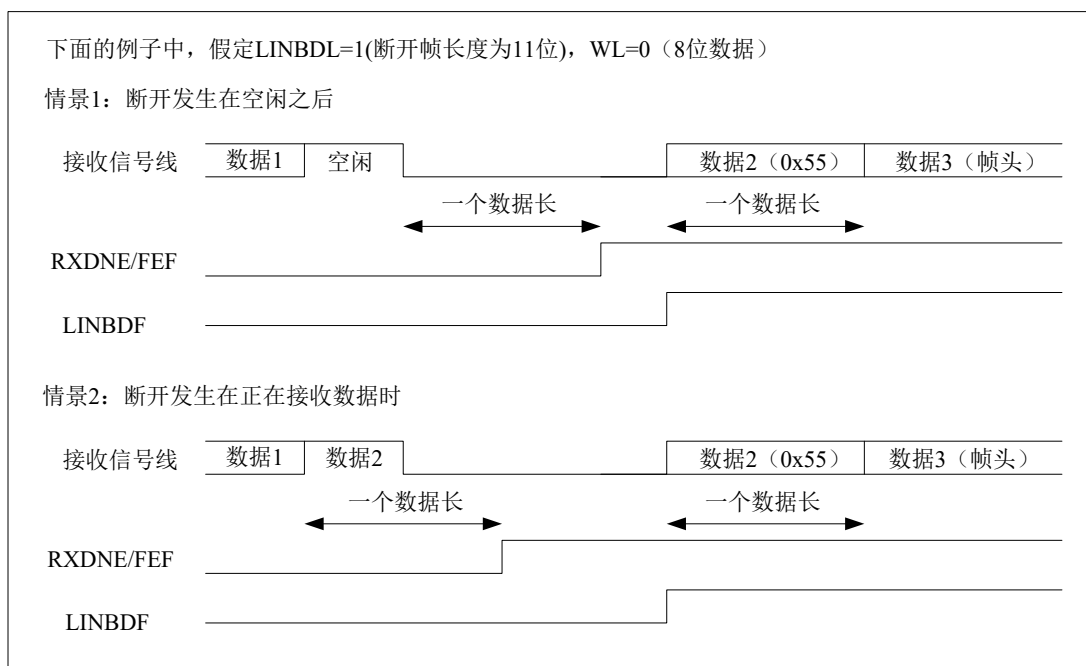 下面的例子中，假定LINBDL=1(断开帧长度为11位)，WL=0（8位数据）
情景1：断开发生在空闲之后
接收信号线 数据1 空闲 数据2（0x55） 数据3（帧头）
一个数据长 一个数据长
RXDNE/FEF
LINBDF
情景2：断开发生在正在接收数据时
接收信号线 数据1 数据2 数据2（0x55） 数据3（帧头）
一个数据长 一个数据长
RXDNE/FEF
LINBDF